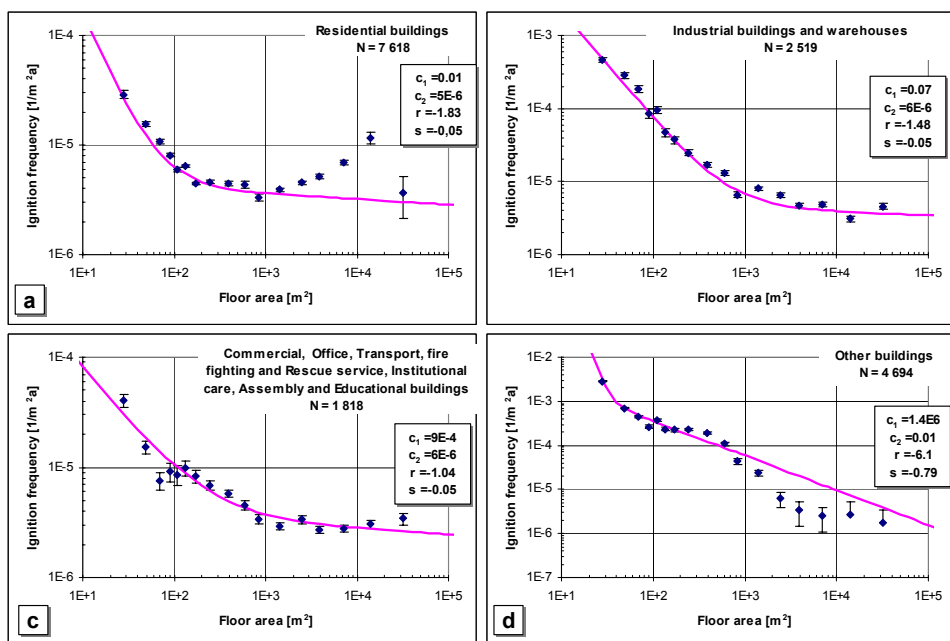 Residential buildings
N = 7 618
c1 =0.01
c2 =5E-6
r =-1.83
s =-0,05
Ignition frequency [1/m2a]
1E-4
1E-5
1E-6
1E+1 1E+2 1E+3 1E+4 1E+5
Floor area [m2]
a
Industrial buildings and warehouses
N = 2 519
c1 =0.07
c2 =6E-6
r =-1.48
s =-0.05
Ignition frequency [1/m2a]
1E-3
1E-4
1E-5
1E-6
1E+1 1E+2 1E+3 1E+4 1E+5
Floor area [m2]
Commercial, Office, Transport, fire
fighting and Rescue service, Institutional
care, Assembly and Educational buildings
N = 1 818
c1 =9E-4
c2 =6E-6
r =-1.04
s =-0.05
Ignition frequency [1/m2a]
1E-4
1E-5
1E-6
1E+1 1E+2 1E+3 1E+4 1E+5
Floor area [m2]
c
Other buildings
N = 4 694
c1 =1.4E6
c2 =0.01
r =-6.1
s =-0.79
Ignition frequency [1/m2a]
1E-2
1E-3
1E-4
1E-5
1E-6
1E-7
1E+1 1E+2 1E+3 1E+4 1E+5
Floor area [m2]
d